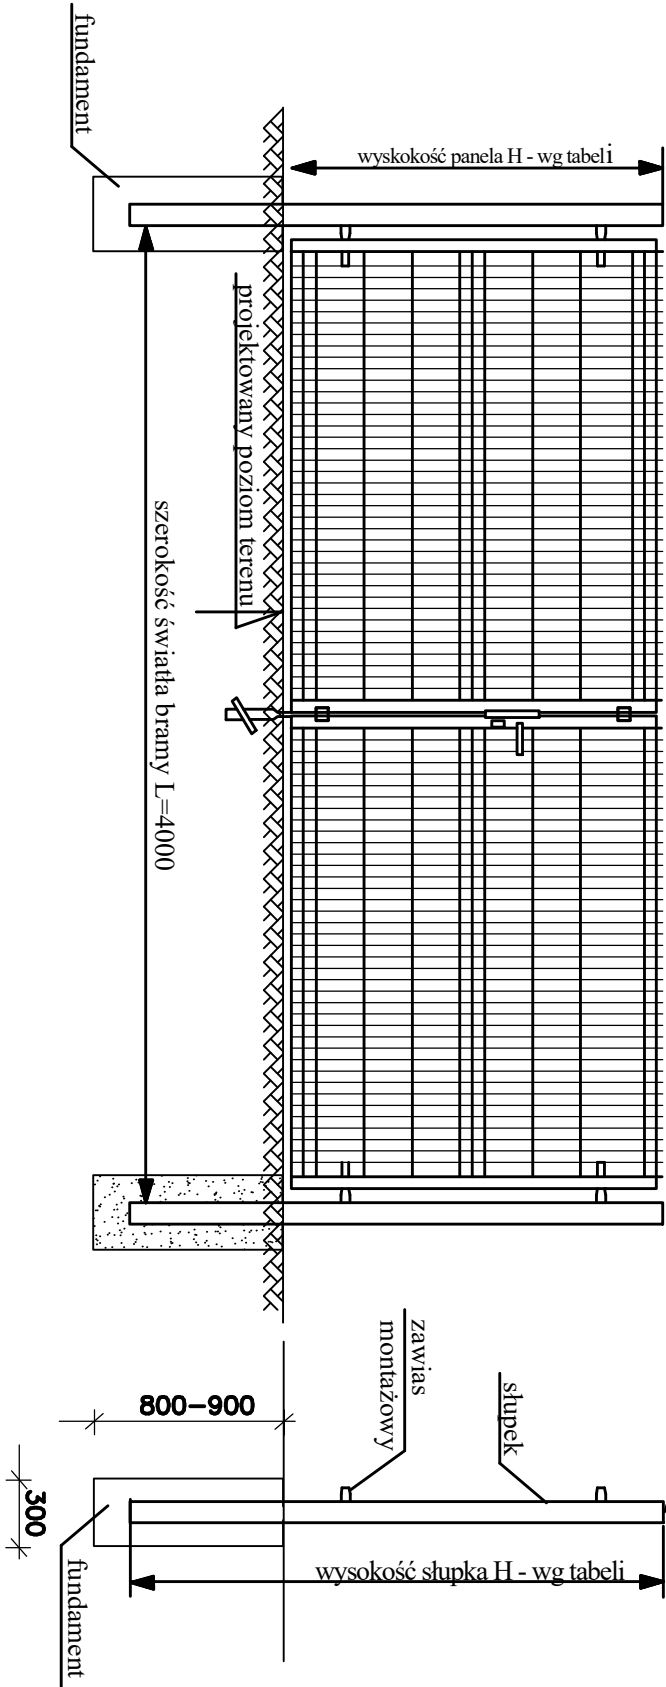 fundament
wyskokość panela H - wg tabeli
projektowany poziom terenu
szerokość światła bramy L=4000
zawias
montażowy
słupek
800-900
300
fundament
wysokość słupka H - wg tabeli